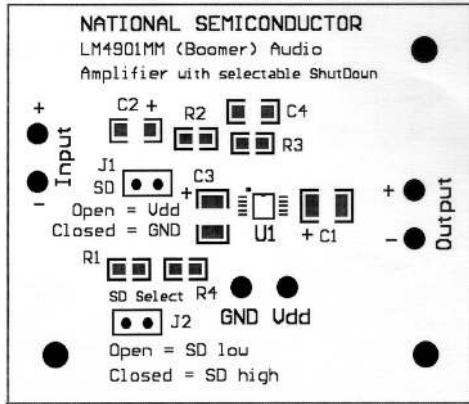 NATIONAL SEMICONDUCTOR
LM4901MM (Boomer) Audio
Amplifier with selectable ShutDown
C2 +
R2
C4
R3
+
Input
-
J1
SD
C3
+
Open = Vdd
Closed = GND
U1
+ C1
+
Output
-
R1
R4
SD Select
GND Vdd
J2
Open = SD low
Closed = SD high